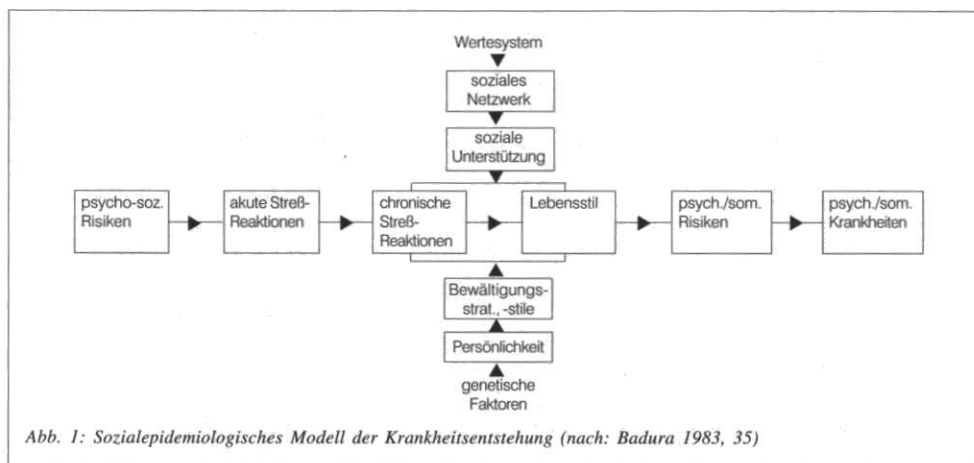 Wertesystem
soziales
Netzwerk
soziale
Unterstützung
psycho-soz.
Risiken
akute Streß-
Reaktionen
chronische
Streß-
Reaktionen
Lebensstil
psych./som.
Risiken
psych./som.
Krankheiten
Bewältigungs-
strat., -stile
Persönlichkeit
genetische
Faktoren
Abb. 1: Sozialepidemiologisches Modell der Krankheitsentstehung (nach: Badura 1983, 35)